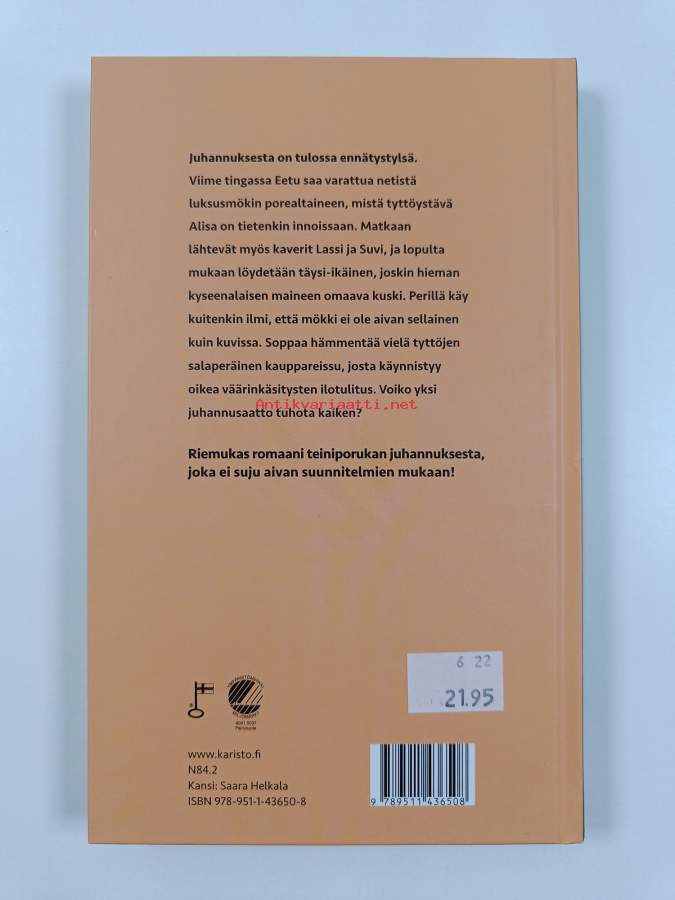 Juhannuksesta on tulossa ennätystylsä.
Viime tingassa Eetu saa varattua netistä
luksusmökin porealtaineen, mistä tyttöystävä
Alisa on tietenkin innoissaan. Matkaan
lähtevät myös kaverit Lassi ja Suvi, ja lopulta
mukaan löydetään täysi-ikäinen, joskin hieman
kyseenalaisen maineen omaava kuski. Perillä käy
kuitenkin ilmi, että mökki ei ole aivan sellainen
kuin kuvissa. Soppaa hämmentää vielä tyttöjen
salaperäinen kauppareissu, josta käynnistyy
oikea väärinkäsitysten ilotulitus. Voiko yksi
Antikvariaatti.net
juhannusaatto tuhota kaiken?
Riemukas romaani teiniporukan juhannuksesta,
joka ei suju aivan suunnitelmien mukaan!
6 22
21.95
4041 0007
www.karisto.fi
N84.2
Kansi: Saara Helkala
ISBN 978-951-1-43650-8
9 789511 436508